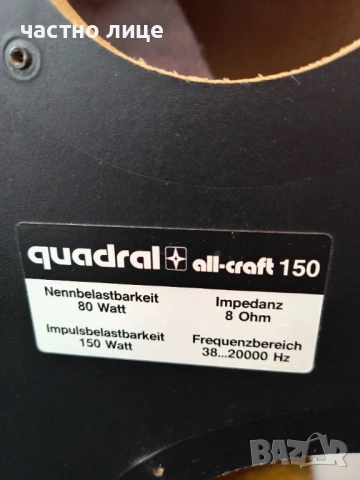 частно лице
quadral all-craft 150
Nennbelastbarkeit
80 Watt
Impedanz
8 Ohm
Impulsbelastbarkeit
150 Watt
Frequenzbereich
38...20000 Hz
BAZAR
bg